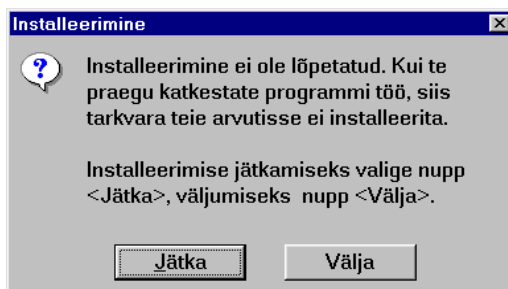 Installeerimine
Installeerimine ei ole lõpetatud. Kui te
praegu katkestate programmi töö, siis
tarkvara teie arvutisse ei installeerita.
Installeerimise jätkamiseks valige nupp
<Jätka>, väljumiseks nupp <Välja>.
Jätka
Välja